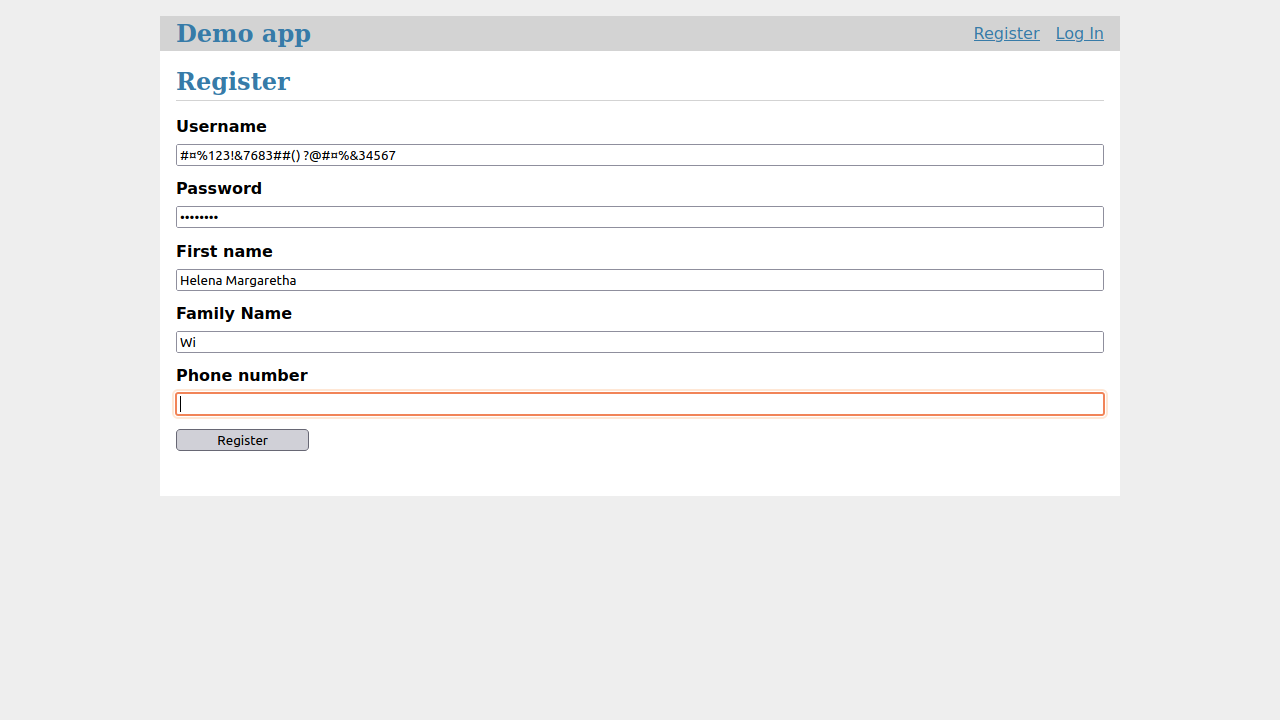 Demo app
Register Log In
Register
Username
#¤%123!&7683##() ?@#¤%&34567
Password
••••••••
First name
Helena Margaretha
Family Name
Wi
Phone number
Register